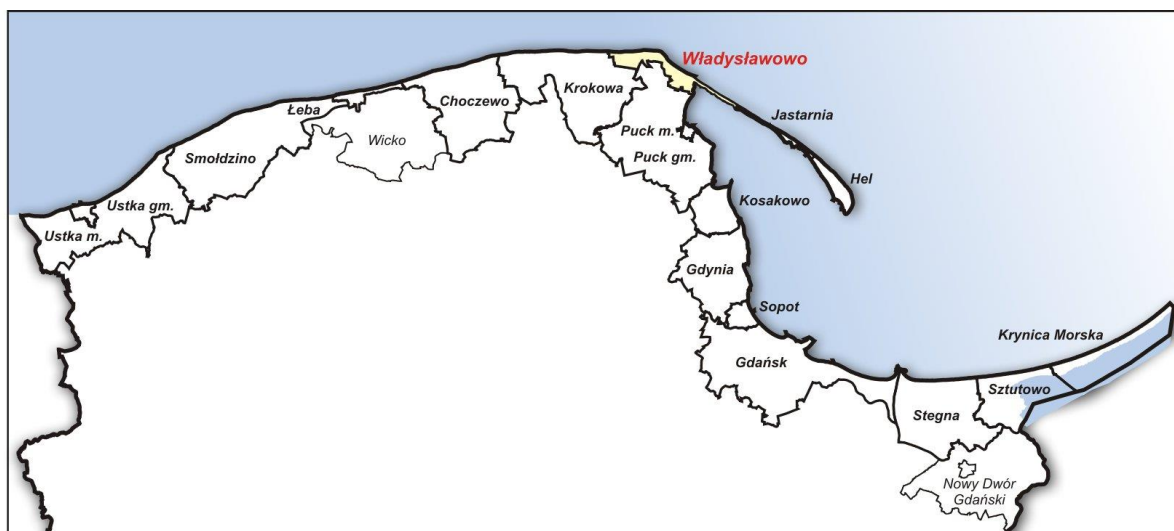 Władysławowo
Łeba
Choczewo
Krokowa
Jastarnia
Wicko
Puck m.
Smołdzino
Puck gm.
Hel
Ustka gm.
Kosakowo
Ustka m.
Gdynia
Sopot
Krynica Morska
Gdańsk
Sztutowo
Stegna
Nowy Dwór
Gdański